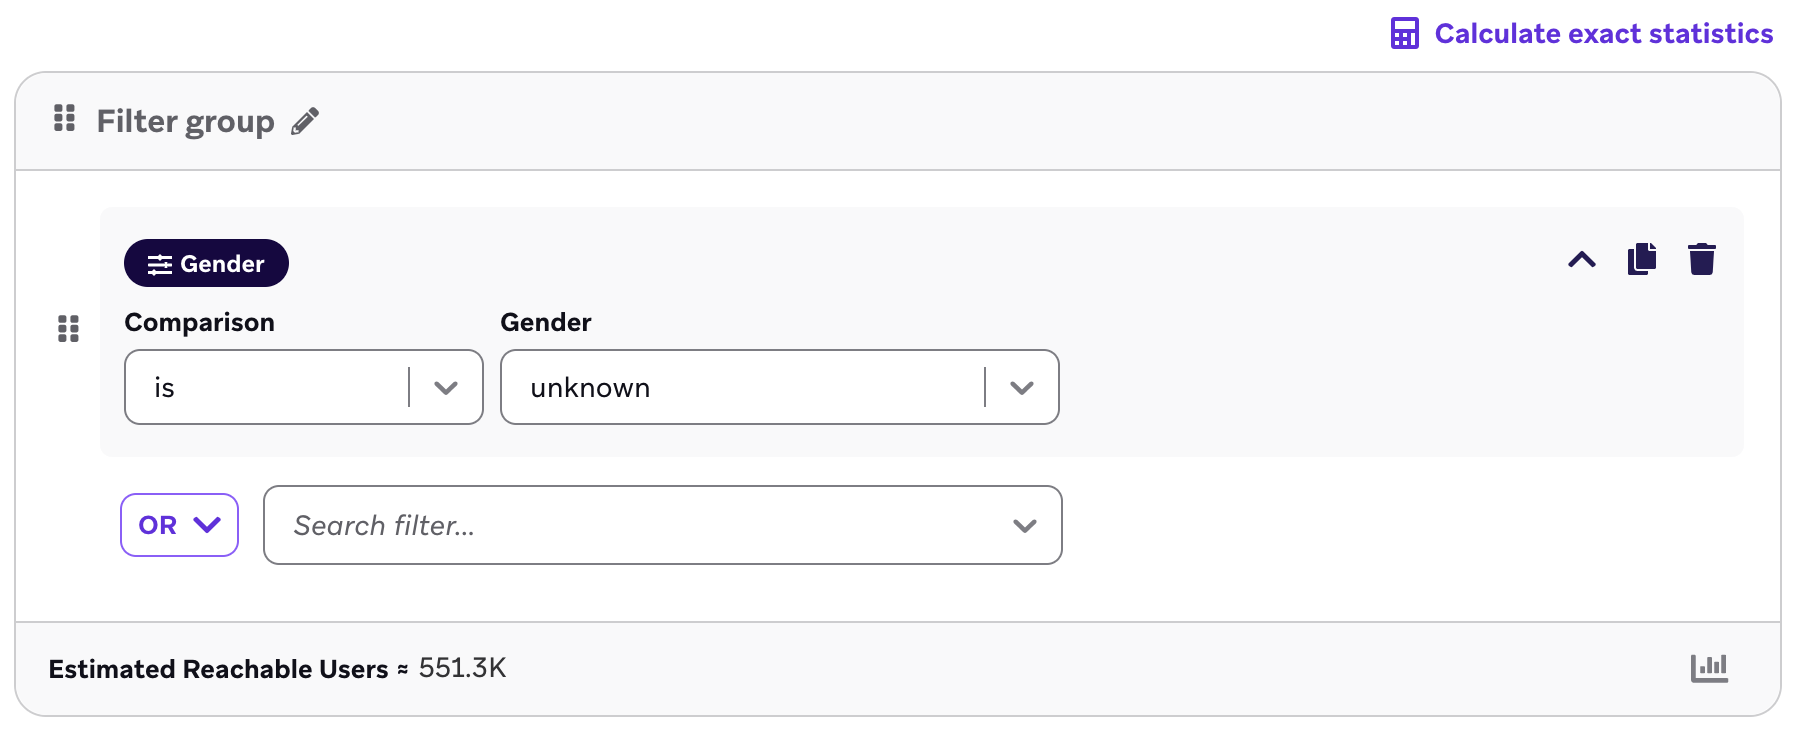 Calculate exact statistics
Filter group
Gender
Comparison Gender
is unknown
OR Search filter...
Estimated Reachable Users ≈ 551.3K